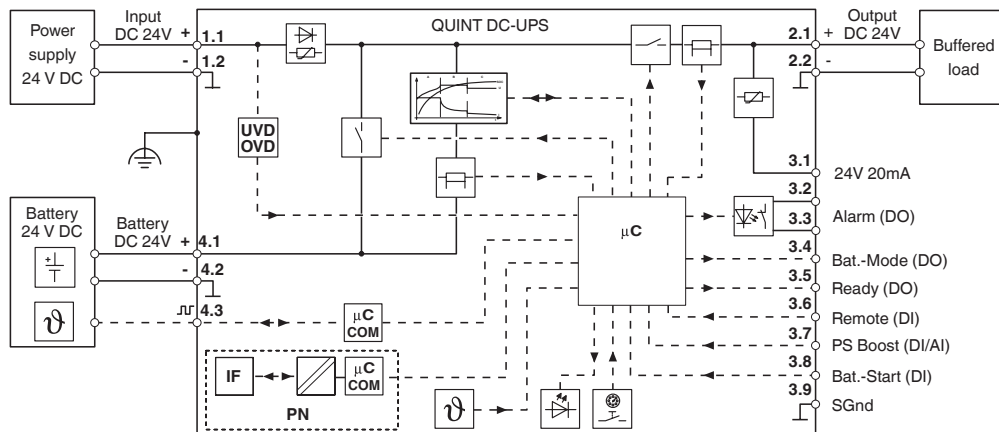 Power
supply
24 V DC
Input
DC 24V
+
1.1
-
1.2
QUINT DC-UPS
2.1
+
2.2
-
Output
DC 24V
Buffered
load
UVD
OVD
3.1
24V 20mA
3.2
3.3
Alarm (DO)
µC
3.4
Bat.-Mode (DO)
3.5
Ready (DO)
3.6
Remote (DI)
3.7
PS Boost (DI/AI)
3.8
Bat.-Start (DI)
3.9
SGnd
Battery
24 V DC
+
ϑ
Battery
DC 24V
+
4.1
-
4.2
4.3
µC
COM
IF
µC
COM
PN
ϑ